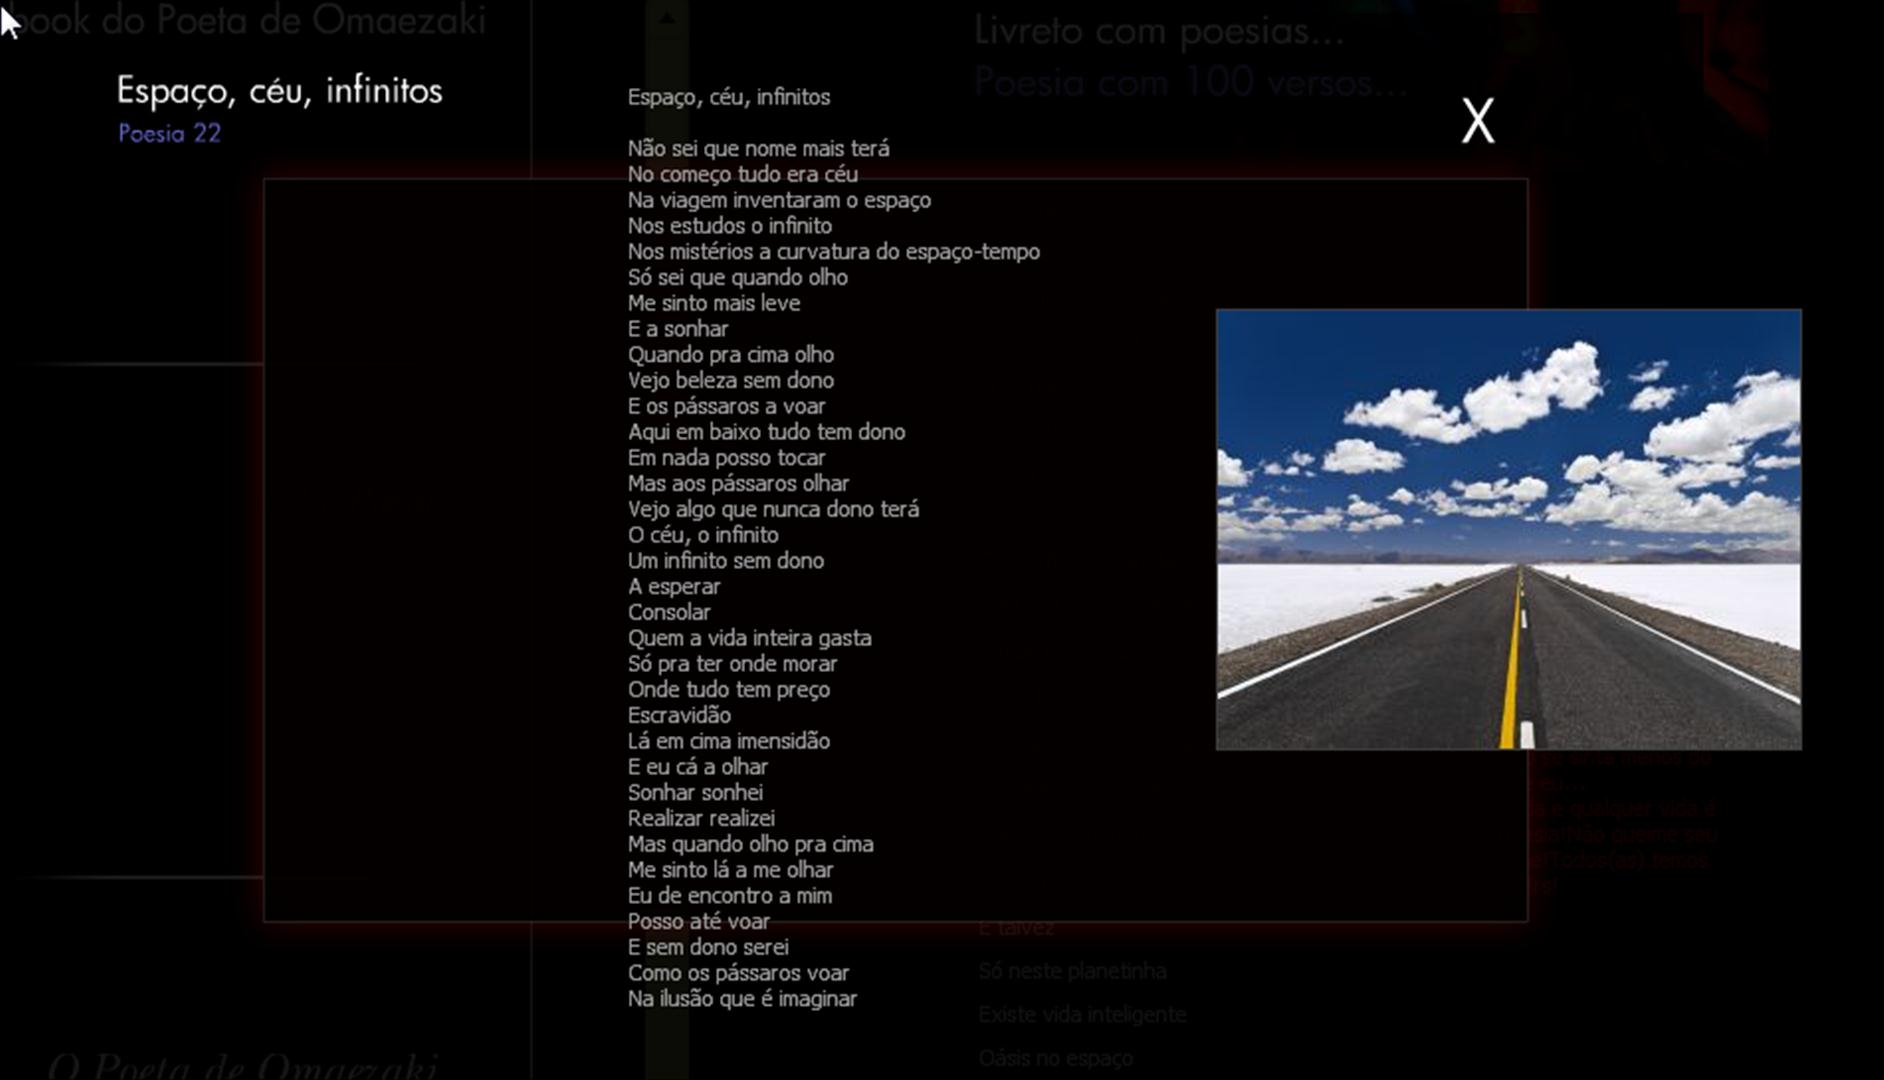 book do Poeta de Omaezaki
Livreto com poesias...
Poesia com 100 versos...
Espaço, céu, infinitos
Poesia 22
X
Espaço, céu, infinitos
Não sei que nome mais terá
No começo tudo era céu
Na viagem inventaram o espaço
Nos estudos o infinito
Nos mistérios a curvatura do espaço-tempo
Só sei que quando olho
Me sinto mais leve
E a sonhar
Quando pra cima olho
Vejo beleza sem dono
E os pássaros a voar
Aqui em baixo tudo tem dono
Em nada posso tocar
Mas aos pássaros olhar
Vejo algo que nunca dono terá
O céu, o infinito
Um infinito sem dono
A esperar
Consolar
Quem a vida inteira gasta
Só pra ter onde morar
Onde tudo tem preço
Escravidão
Lá em cima imensidão
E eu cá a olhar
Sonhar sonhei
Realizar realizei
Mas quando olho pra cima
Me sinto lá a me olhar
Eu de encontro a mim
Posso até voar
E sem dono serei
Como os pássaros voar
Na ilusão que é imaginar
e qualquer vida é
Não queime seu
Todos(as) temos
E talvez
Só neste planetinha
Existe vida inteligente
Oásis no espaço
O Poeta de Omaezaki